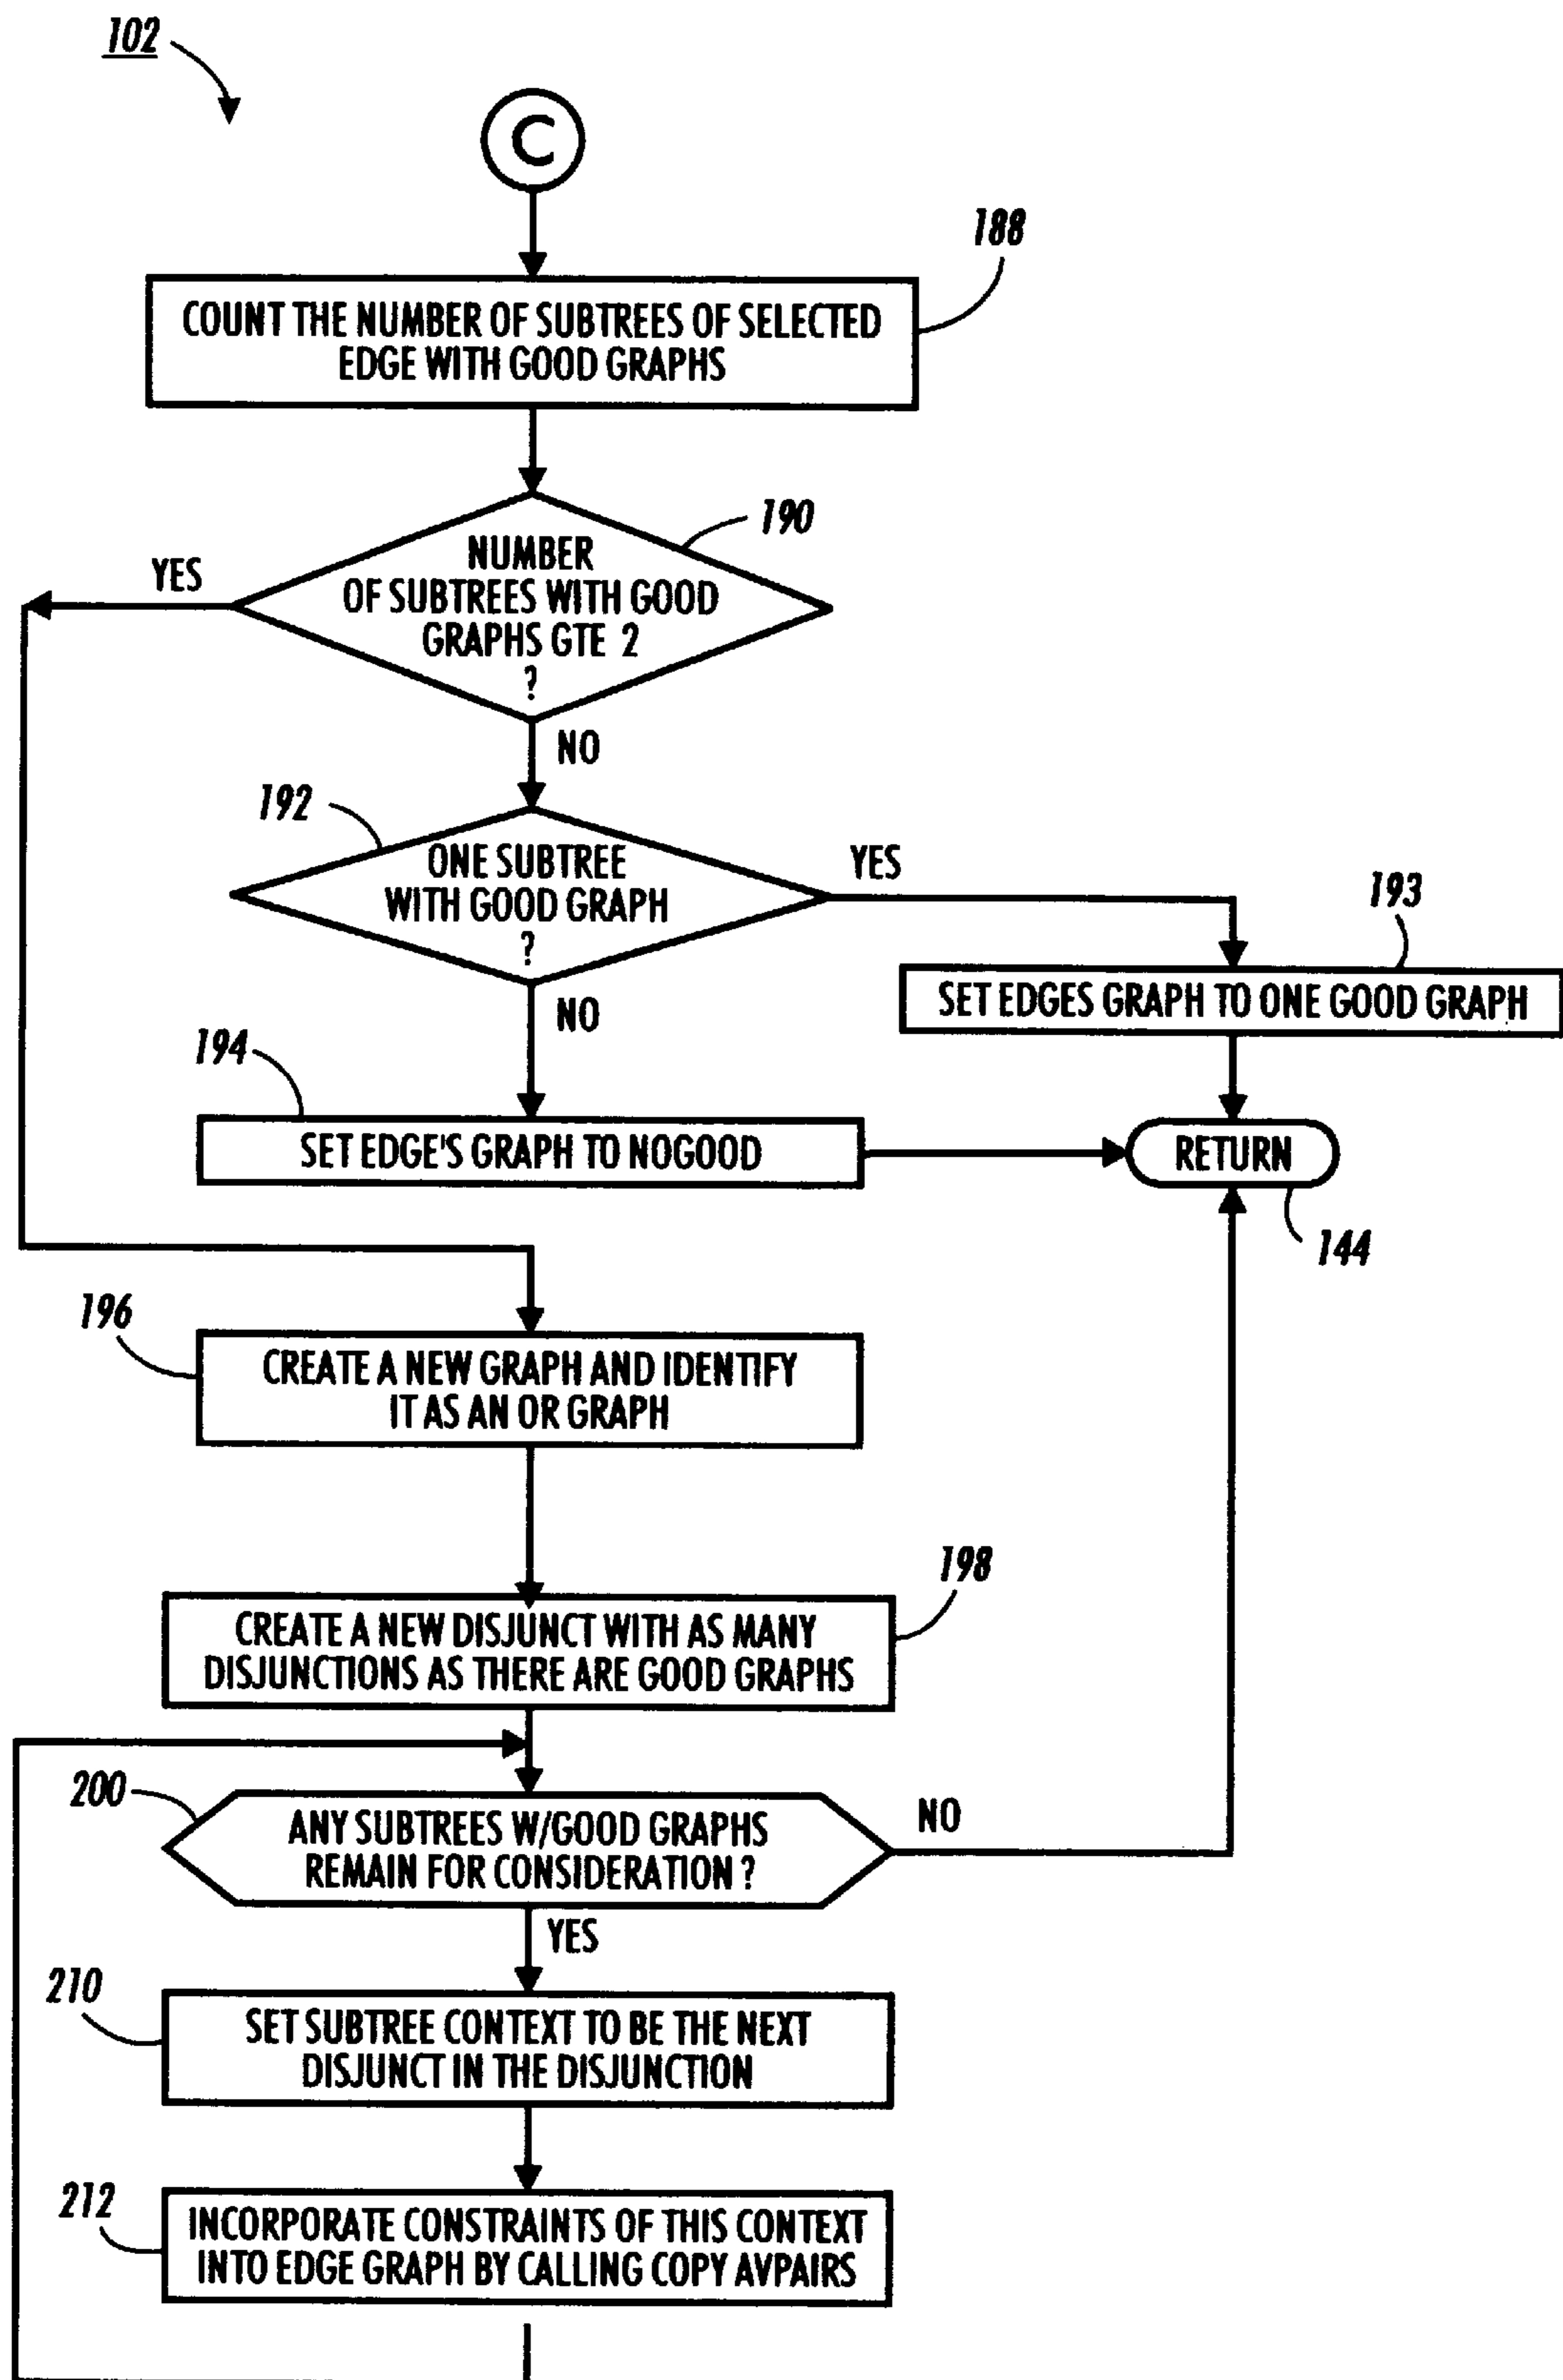 102
C
188
COUNT THE NUMBER OF SUBTREES OF SELECTED
EDGE WITH GOOD GRAPHS
190
YES
NUMBER
OF SUBTREES WITH GOOD
GRAPHS GTE 2
?
NO
192
ONE SUBTREE
WITH GOOD GRAPH
?
YES
193
SET EDGES GRAPH TO ONE GOOD GRAPH
NO
194
SET EDGE'S GRAPH TO NOGOOD
RETURN
144
196
CREATE A NEW GRAPH AND IDENTIFY
IT AS AN OR GRAPH
198
CREATE A NEW DISJUNCT WITH AS MANY
DISJUNCTIONS AS THERE ARE GOOD GRAPHS
200
ANY SUBTREES W/GOOD GRAPHS
REMAIN FOR CONSIDERATION ?
NO
YES
210
SET SUBTREE CONTEXT TO BE THE NEXT
DISJUNCT IN THE DISJUNCTION
212
INCORPORATE CONSTRAINTS OF THIS CONTEXT
INTO EDGE GRAPH BY CALLING COPY AVPAIRS